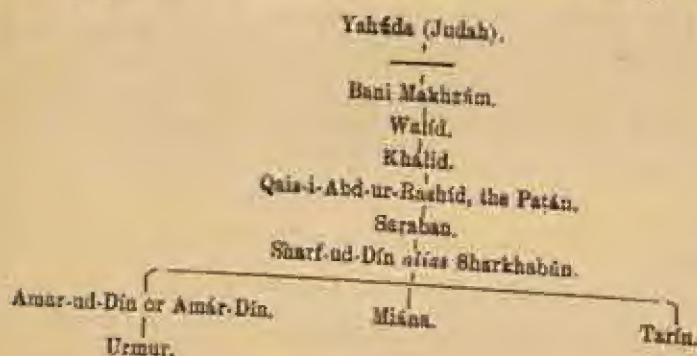 Yahúda (Judah).
Bani Makhzúm.
Walíd.
Khálid.
Qais-i-Abd-ur-Rashíd, the Patán.
Saraban.
Sharf-ud-Dín alias Sharkhabún.
Amar-ud-Dín or Amár-Dín. Miána. Tarín.
Urmur.